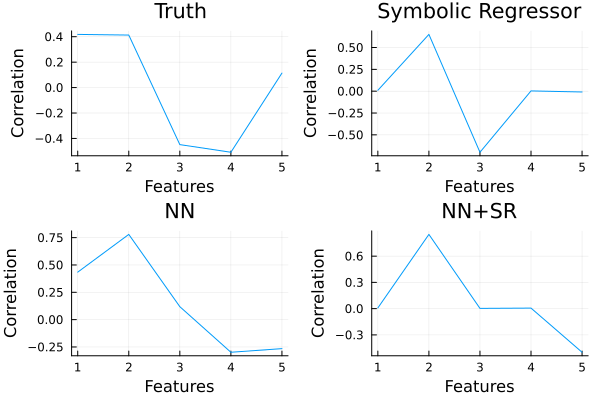 Truth
Correlation
0.4
0.2
0.0
−0.2
−0.4
1 2 3 4 5
Features
Symbolic Regressor
Correlation
0.50
0.25
0.00
−0.25
−0.50
1 2 3 4 5
Features
NN
Correlation
0.75
0.50
0.25
0.00
−0.25
1 2 3 4 5
Features
NN+SR
Correlation
0.6
0.3
0.0
−0.3
1 2 3 4 5
Features